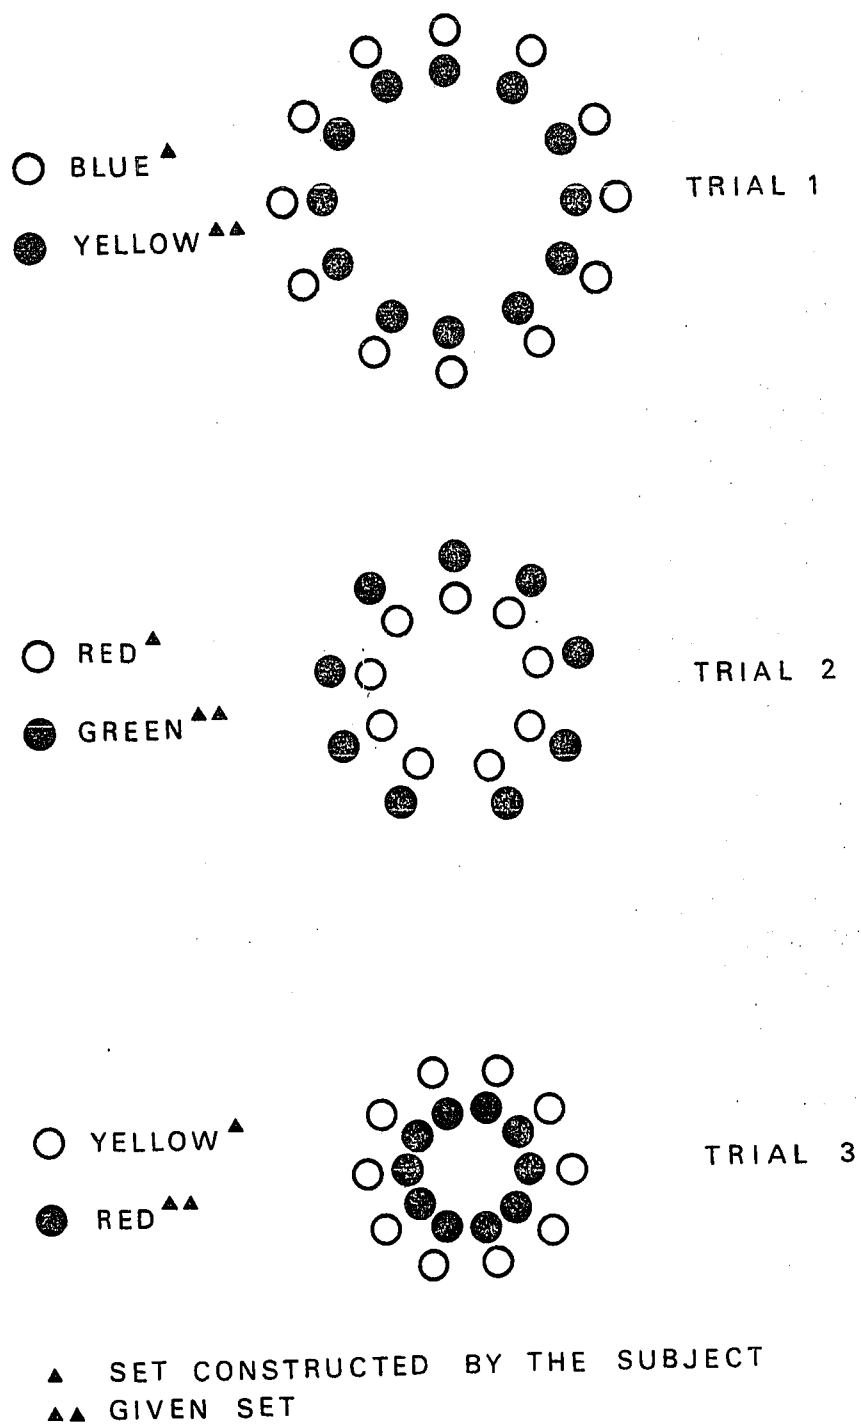 BLUE▲
TRIAL 1
YELLOW▲▲
RED▲
TRIAL 2
GREEN▲▲
YELLOW▲
TRIAL 3
RED▲▲
▲ SET CONSTRUCTED BY THE SUBJECT
▲▲ GIVEN SET